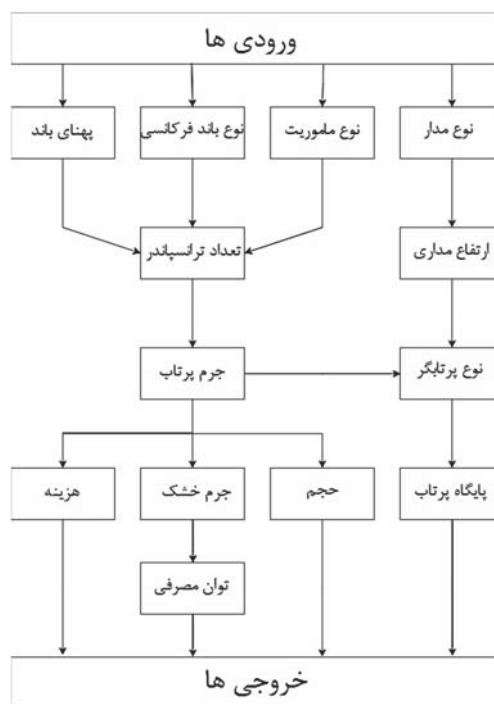 ورودی ها
نوع مدار
نوع ماموریت
نوع باند فرکانسی
پهنای باند
ارتفاع مداری
تعداد ترانسپاندر
نوع پرتابگر
جرم پرتاب
پایگاه پرتاب
حجم
جرم خشک
هزینه
توان مصرفی
خروجی ها